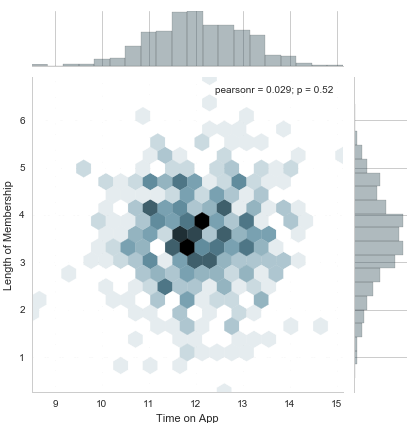 pearsonr = 0.029; p = 0.52
6
5
4
3
2
1
Length of Membership
9 10 11 12 13 14 15
Time on App